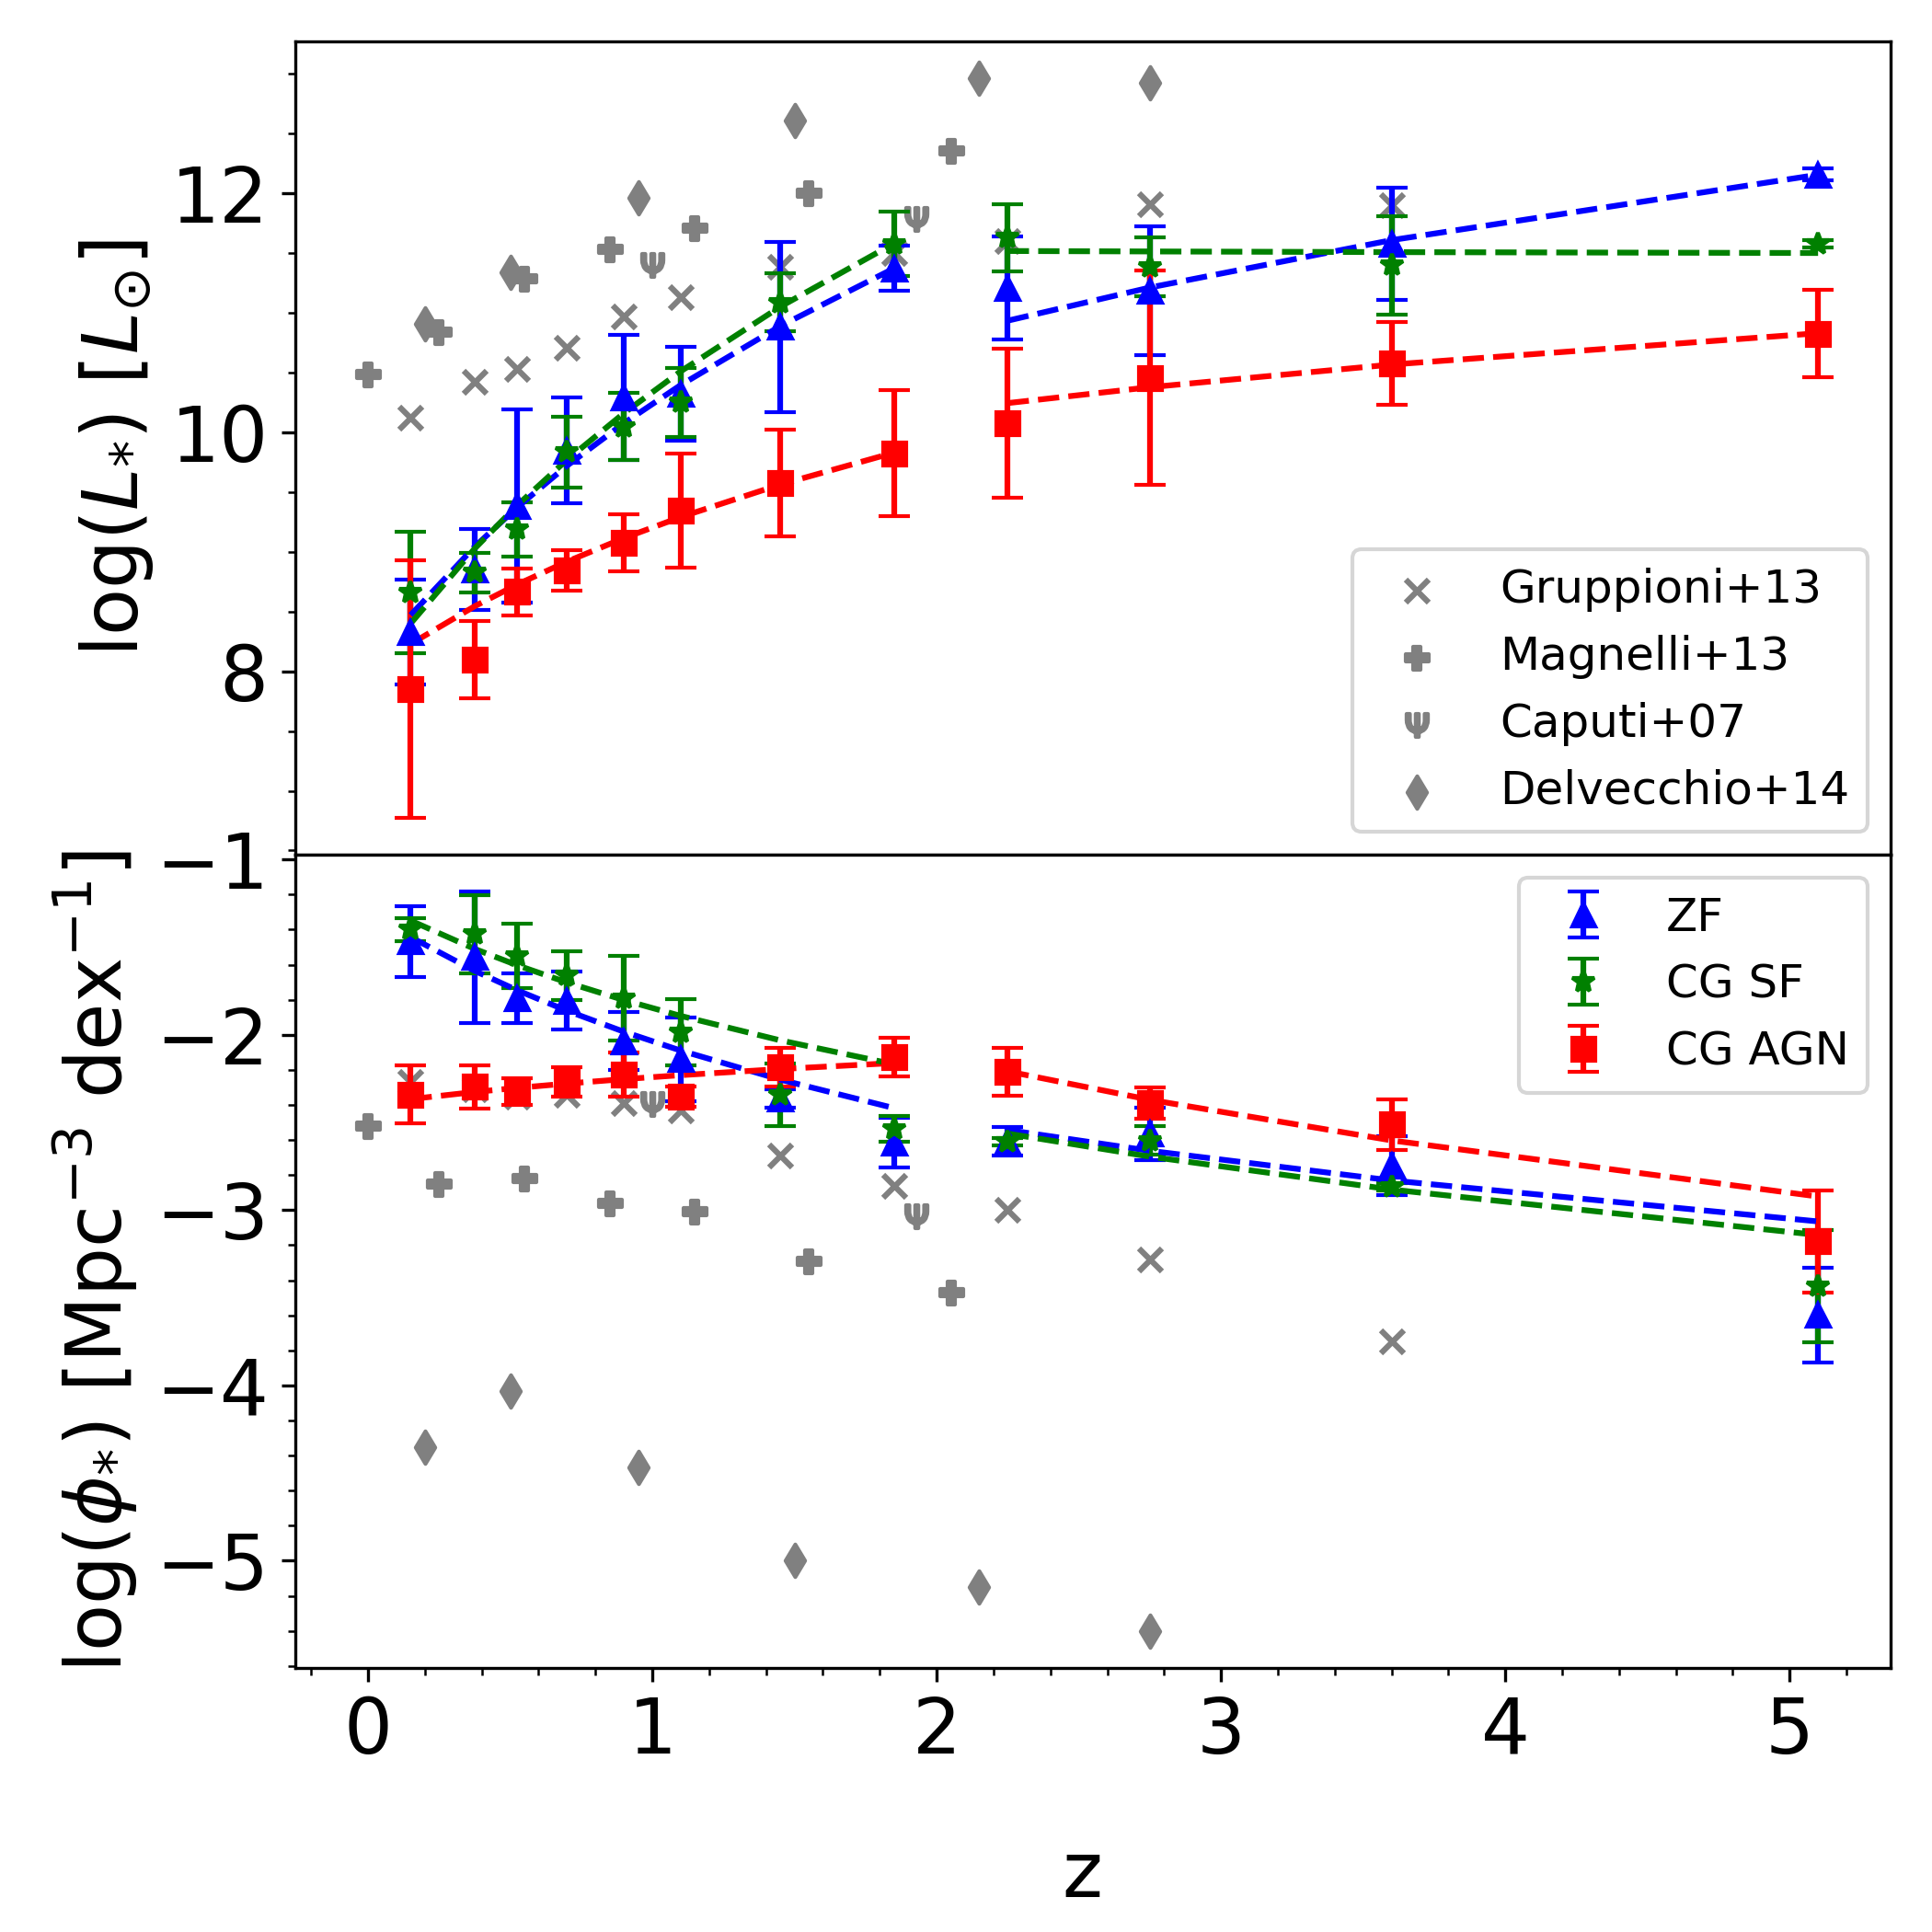 log(L*) [L⊙]
12
10
8
Gruppioni+13
Magnelli+13
Caputi+07
Delvecchio+14
log(ϕ*) [Mpc⁻³ dex⁻¹]
−1
−2
−3
−4
−5
ZF
CG SF
CG AGN
0 1 2 3 4 5
z